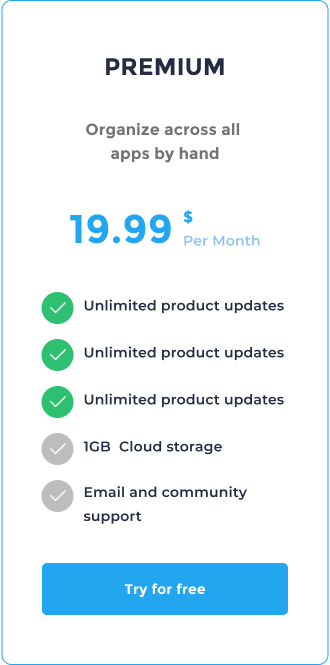 PREMIUM
Organize across all
apps by hand
19.99 $
Per Month
Unlimited product updates
Unlimited product updates
Unlimited product updates
1GB  Cloud storage
Email and community
support
Try for free